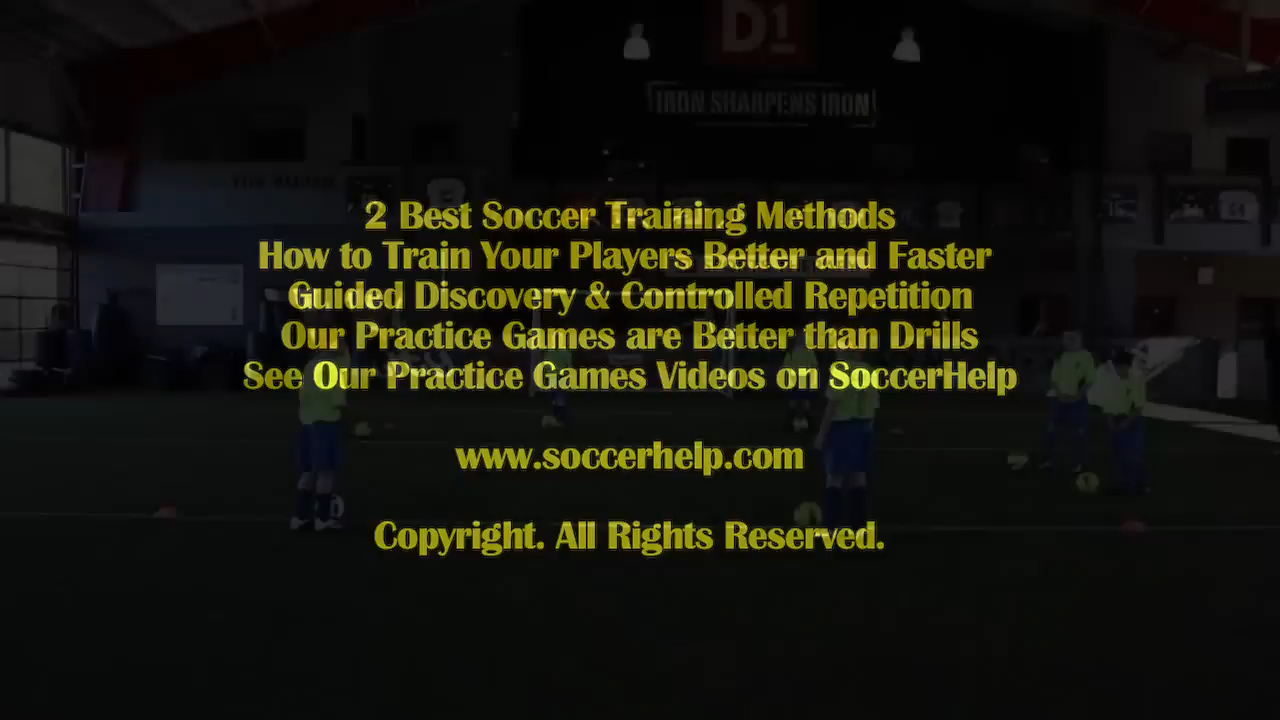 D1
IRON SHARPENS IRON
2 Best Soccer Training Methods
How to Train Your Players Better and Faster
Guided Discovery & Controlled Repetition
Our Practice Games are Better than Drills
See Our Practice Games Videos on SoccerHelp
www.soccerhelp.com
Copyright. All Rights Reserved.